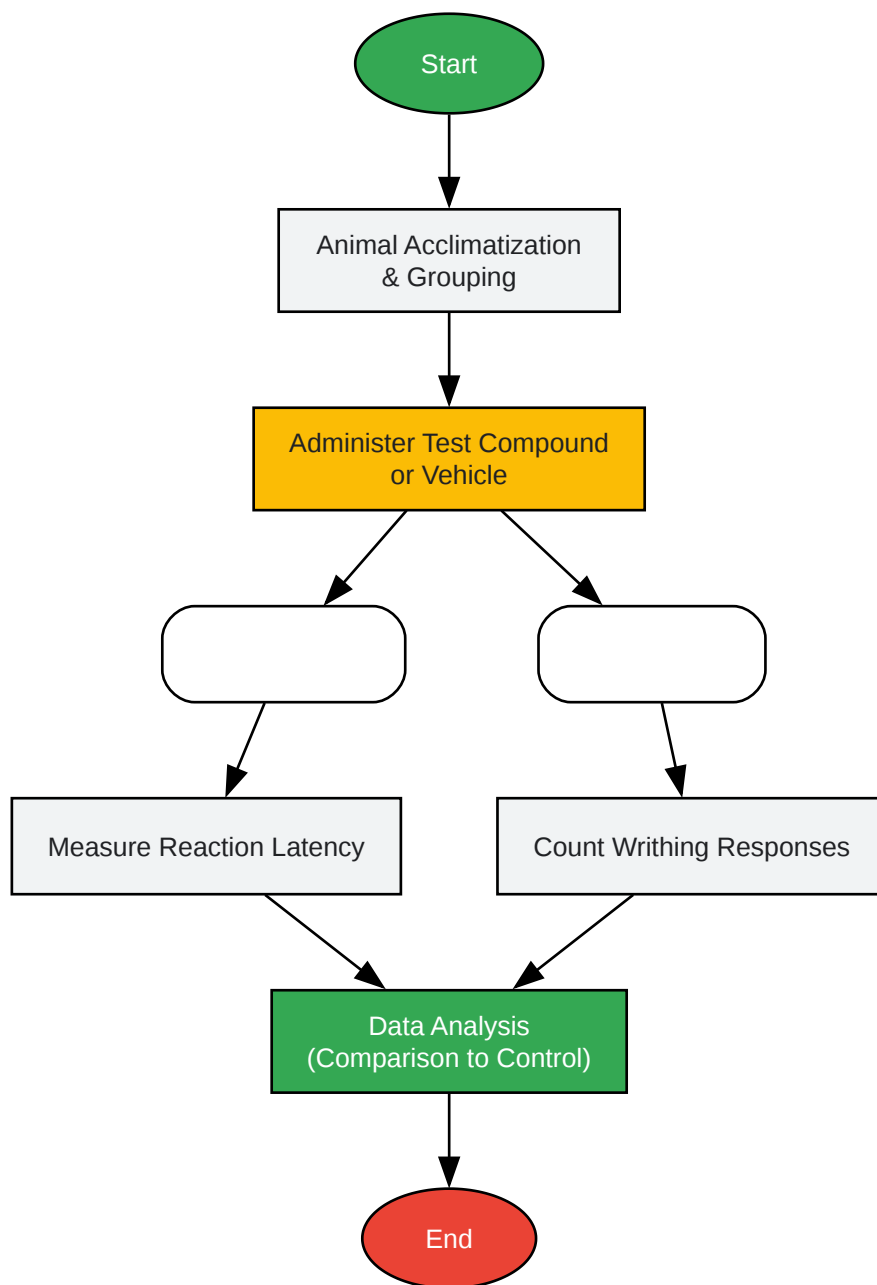 Start
Animal Acclimatization
& Grouping
Administer Test Compound
or Vehicle
Measure Reaction Latency
Count Writhing Responses
Data Analysis
(Comparison to Control)
End